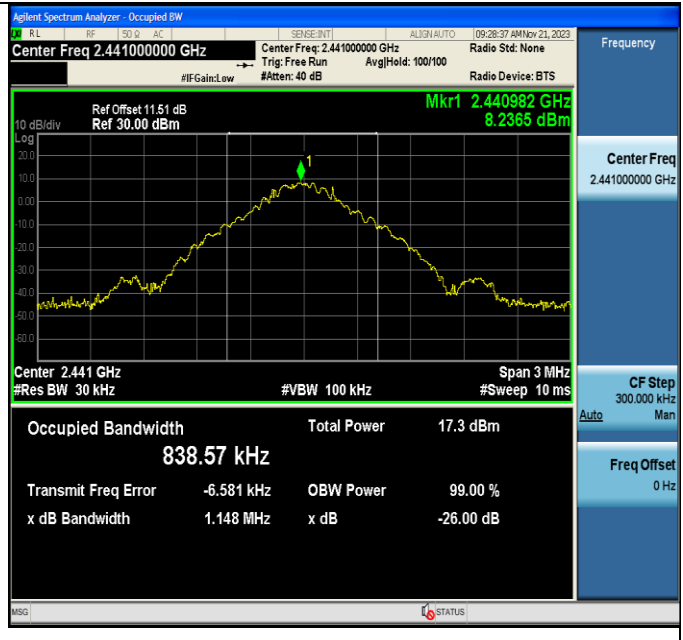 Agilent Spectrum Analyzer - Occupied BW
RL RF 50 Ω AC SENSE:INT ALIGN AUTO 09:28:37 AM Nov 21, 2023
Center Freq 2.441000000 GHz
Center Freq: 2.441000000 GHz
Radio Std: None
Trig: Free Run Avg|Hold: 100/100
#IFGain:Low #Atten: 40 dB Radio Device: BTS
Frequency
Ref Offset 11.51 dB
Mkr1 2.440982 GHz
10 dB/div Ref 30.00 dBm 8.2365 dBm
Log
20.0
1
10.0
0.00
-10.0
-20.0
-30.0
-40.0
-50.0
-60.0
Center 2.441 GHz Span 3 MHz
#Res BW 30 kHz #VBW 100 kHz #Sweep 10 ms
Occupied Bandwidth Total Power 17.3 dBm
838.57 kHz
Transmit Freq Error -6.581 kHz OBW Power 99.00 %
x dB Bandwidth 1.148 MHz x dB -26.00 dB
Center Freq
2.441000000 GHz
CF Step
300.000 kHz
Auto Man
Freq Offset
0 Hz
MSG STATUS